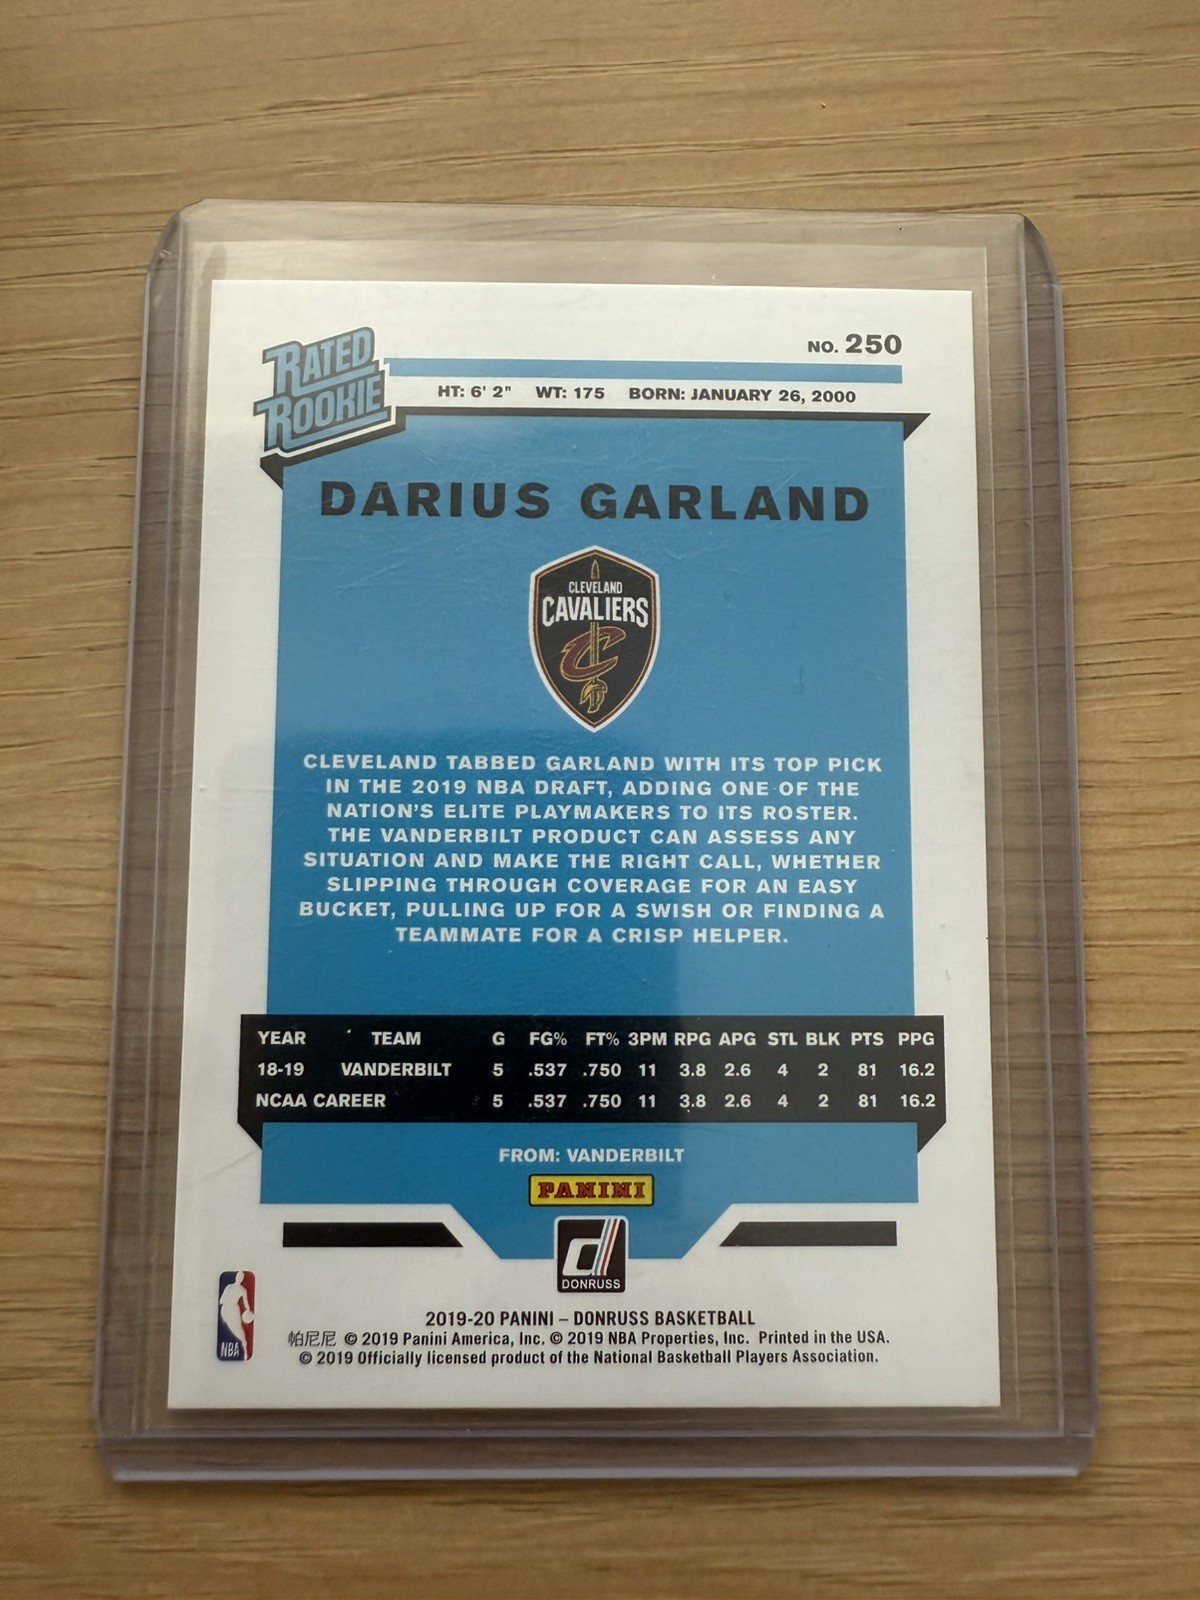 NO. 250
RATED
ROOKIE
HT: 6' 2" WT: 175 BORN: JANUARY 26, 2000
DARIUS GARLAND
CLEVELAND
CAVALIERS
C
CLEVELAND TABBED GARLAND WITH ITS TOP PICK
IN THE 2019 NBA DRAFT, ADDING ONE OF THE
NATION'S ELITE PLAYMAKERS TO ITS ROSTER.
THE VANDERBILT PRODUCT CAN ASSESS ANY
SITUATION AND MAKE THE RIGHT CALL, WHETHER
SLIPPING THROUGH COVERAGE FOR AN EASY
BUCKET, PULLING UP FOR A SWISH OR FINDING A
TEAMMATE FOR A CRISP HELPER.
YEAR TEAM G FG% FT% 3PM RPG APG STL BLK PTS PPG
18-19 VANDERBILT 5 .537 .750 11 3.8 2.6 4 2 81 16.2
NCAA CAREER 5 .537 .750 11 3.8 2.6 4 2 81 16.2
FROM: VANDERBILT
PANINI
d
DONRUSS
NBA
2019-20 PANINI – DONRUSS BASKETBALL
帕尼尼 © 2019 Panini America, Inc. © 2019 NBA Properties, Inc. Printed in the USA.
© 2019 Officially licensed product of the National Basketball Players Association.